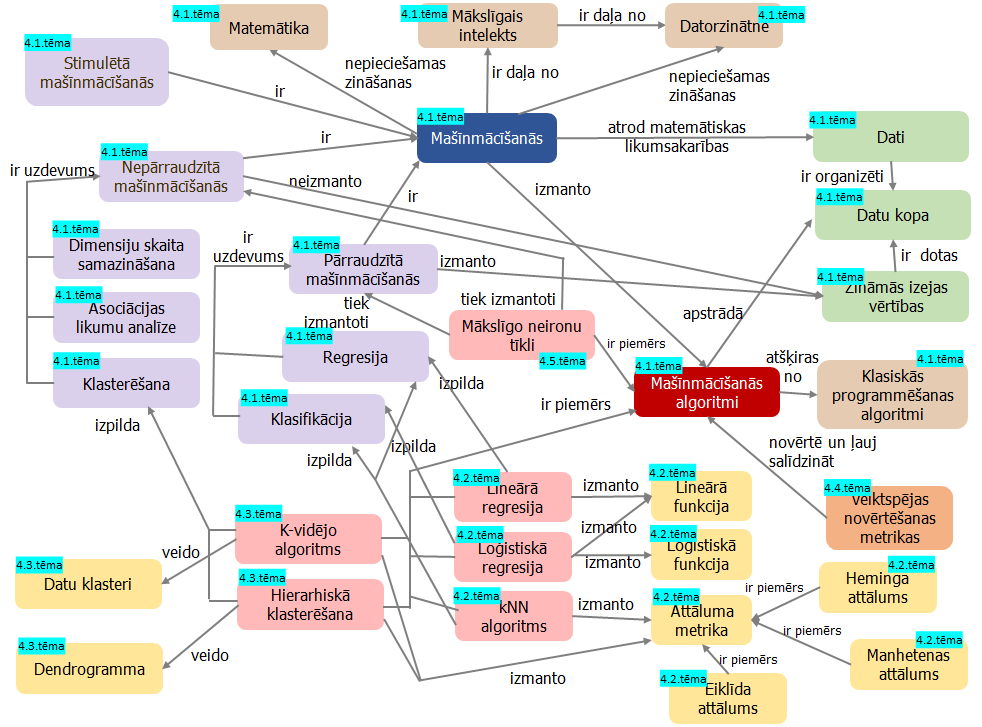 4.1.tēma
Matemātika
4.1.tēma
Mākslīgais
intelekts
ir daļa no
4.1.tēma
Datorzinātne
4.1.tēma
Stimulētā
mašīnmācīšanās
nepieciešamas
zināšanas
ir daļa no
nepieciešamas
zināšanas
ir
4.1.tēma
Mašīnmācīšanās
atrod matemātiskas
likumsakarības
4.1.tēma
Dati
ir uzdevums
4.1.tēma
Nepārraudzītā
mašīnmācīšanās
ir
neizmanto
ir
izmanto
ir organizēti
4.1.tēma
Datu kopa
4.1.tēma
Dimensiju skaita
samazināšana
ir
uzdevums
4.1.tēma
Pārraudzītā
mašīnmācīšanās
izmanto
ir dotas
4.1.tēma
Zināmās izejas
vērtības
4.1.tēma
Asociācijas
likumu analīze
tiek
izmantoti
tiek izmantoti
Mākslīgo neironu
tīkli
4.5.tēma
apstrādā
4.1.tēma
Regresija
ir piemērs
4.1.tēma
Klasterēšana
4.1.tēma
Mašīnmācīšanās
algoritmi
atšķiras
no
4.1.tēma
Klasiskās
programmēšanas
algoritmi
izpilda
4.1.tēma
Klasifikācija
izpilda
ir piemērs
izpilda
izpilda
novērtē un ļauj
salīdzināt
4.2.tēma
Lineārā
regresija
izmanto
4.2.tēma
Lineārā
funkcija
4.4.tēma
Veiktspējas
novērtēšanas
metrikas
4.3.tēma
K-vidējo
algoritms
izmanto
4.2.tēma
Loģistiskā
regresija
izmanto
4.2.tēma
Loģistiskā
funkcija
veido
4.3.tēma
Datu klasteri
4.3.tēma
Hierarhiskā
klasterēšana
4.2.tēma
kNN
algoritms
izmanto
4.2.tēma
Attāluma
metrika
ir piemērs
4.2.tēma
Heminga
attālums
ir piemērs
4.3.tēma
Dendrogramma
veido
izmanto
ir piemērs
4.2.tēma
Manhetenas
attālums
4.2.tēma
Eiklīda
attālums